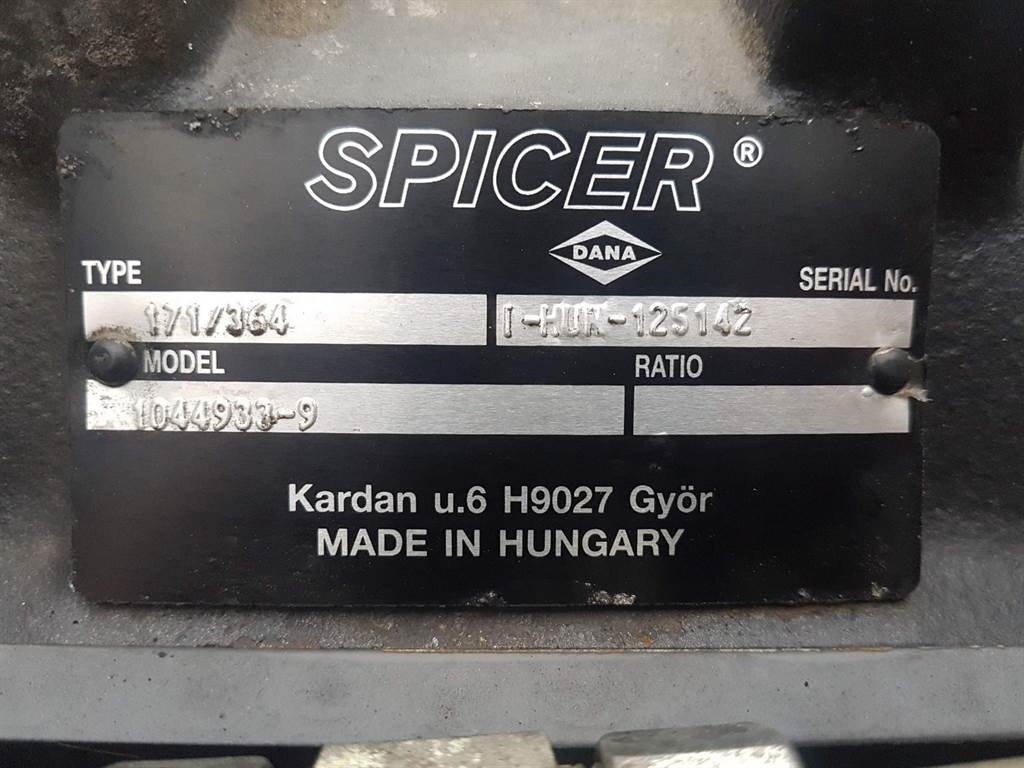 SPICER ®
DANA
TYPE SERIAL No.
171/364 I-HUN-125142
MODEL RATIO
1044933-9
Kardan u.6 H9027 Györ
MADE IN HUNGARY